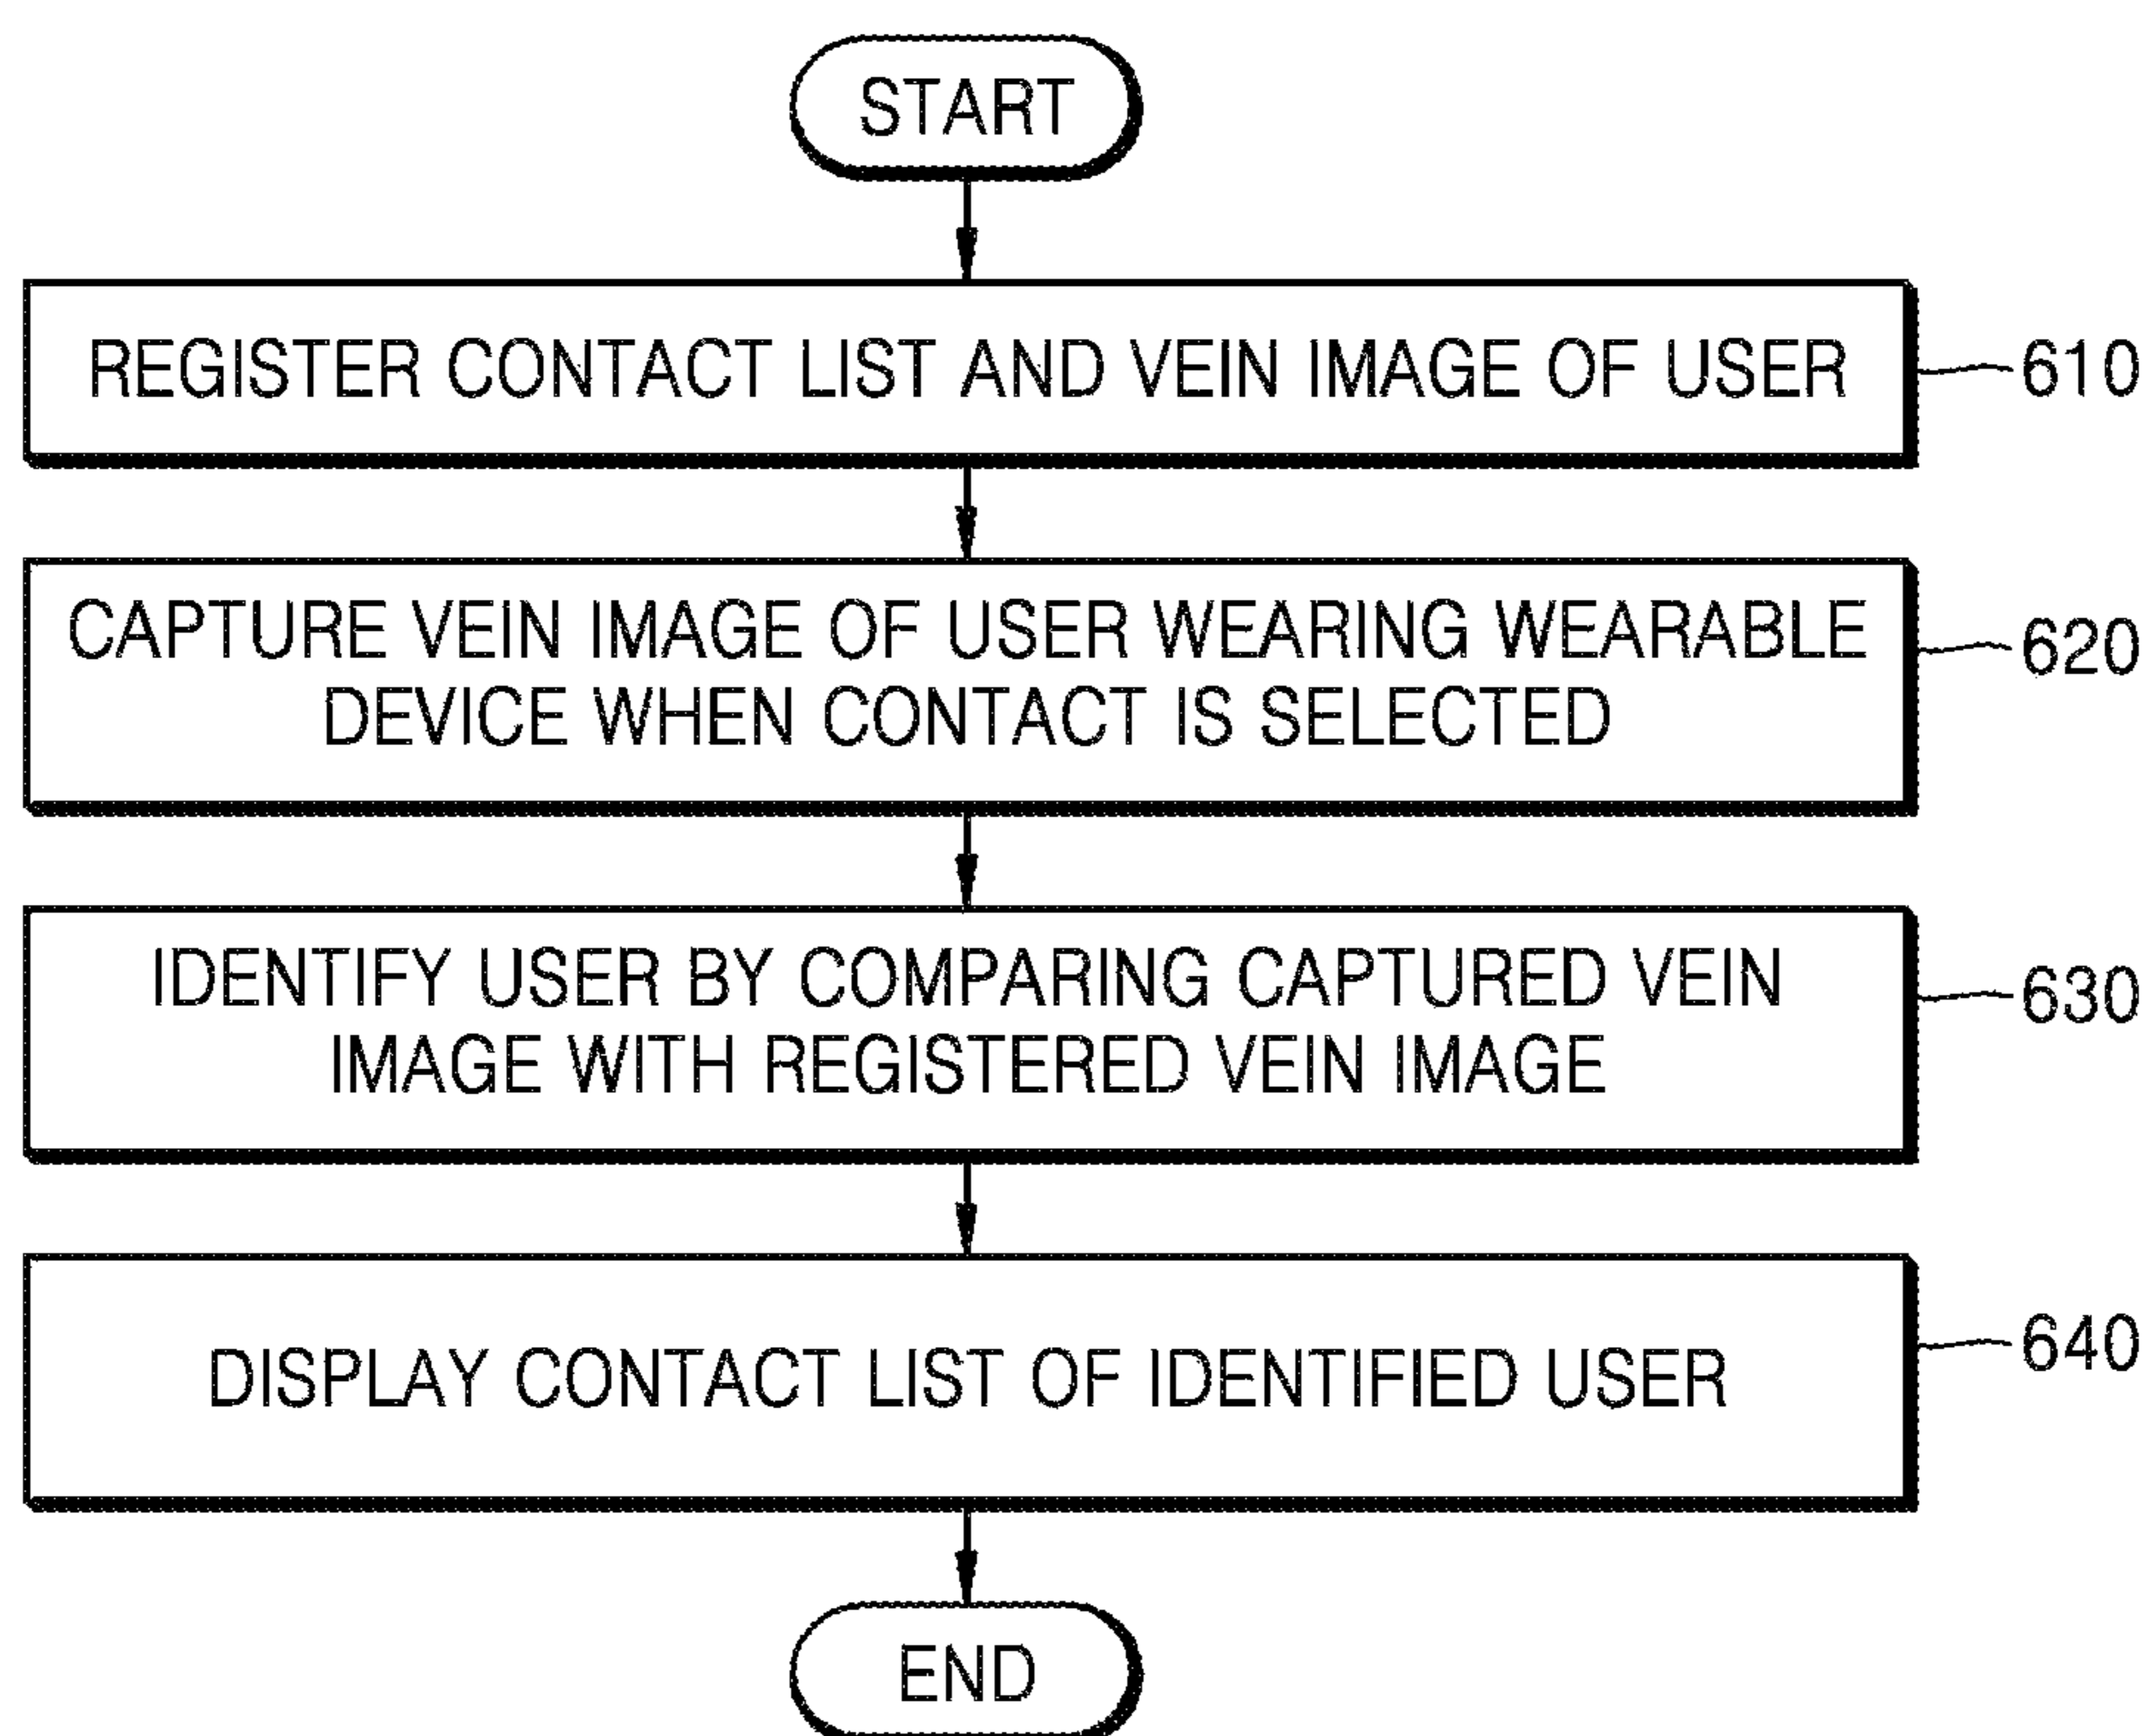 START
REGISTER CONTACT LIST AND VEIN IMAGE OF USER
610
CAPTURE VEIN IMAGE OF USER WEARING WEARABLE
DEVICE WHEN CONTACT IS SELECTED
620
IDENTIFY USER BY COMPARING CAPTURED VEIN
IMAGE WITH REGISTERED VEIN IMAGE
630
DISPLAY CONTACT LIST OF IDENTIFIED USER
640
END